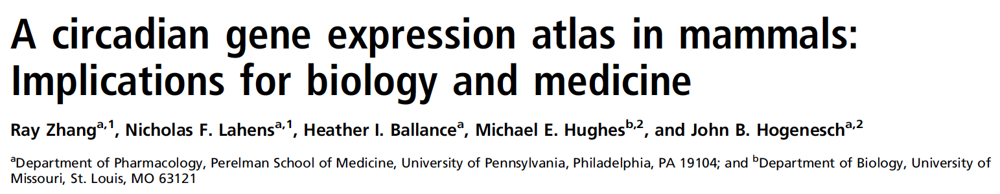 A circadian gene expression atlas in mammals:
Implications for biology and medicine
Ray Zhang^a,1, Nicholas F. Lahens^a,1, Heather I. Ballance^a, Michael E. Hughes^b,2, and John B. Hogenesch^a,2
^aDepartment of Pharmacology, Perelman School of Medicine, University of Pennsylvania, Philadelphia, PA 19104; and ^bDepartment of Biology, University of
Missouri, St. Louis, MO 63121